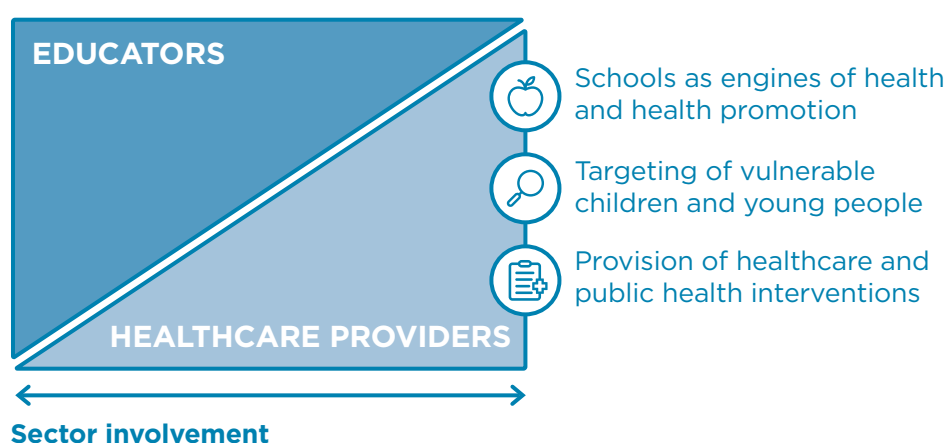 EDUCATORS
Schools as engines of health
and health promotion
Targeting of vulnerable
children and young people
Provision of healthcare and
public health interventions
HEALTHCARE PROVIDERS
Sector involvement